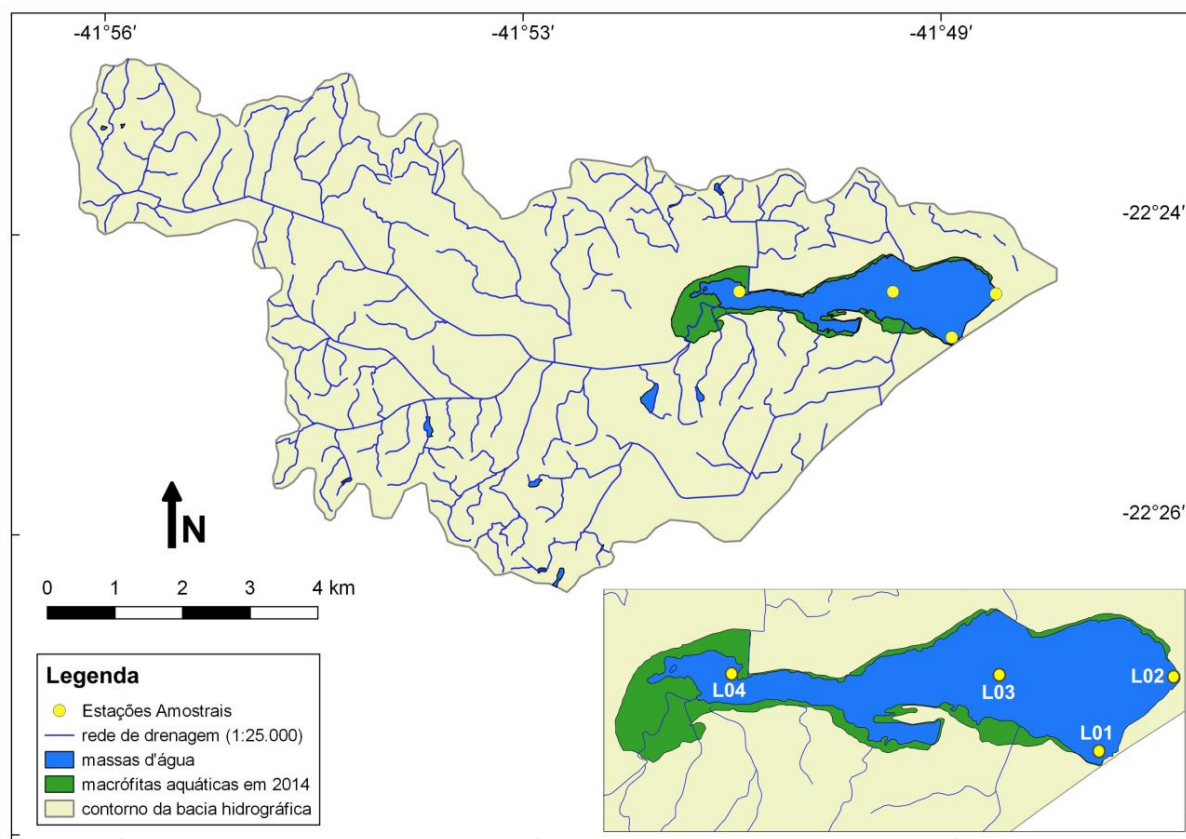 -41°56′ -41°53′ -41°49′
-22°24′
-22°26′
N
0 1 2 3 4 km
Legenda
Estações Amostrais
rede de drenagem (1:25.000)
massas d'água
macrófitas aquáticas em 2014
contorno da bacia hidrográfica
L04
L03
L02
L01